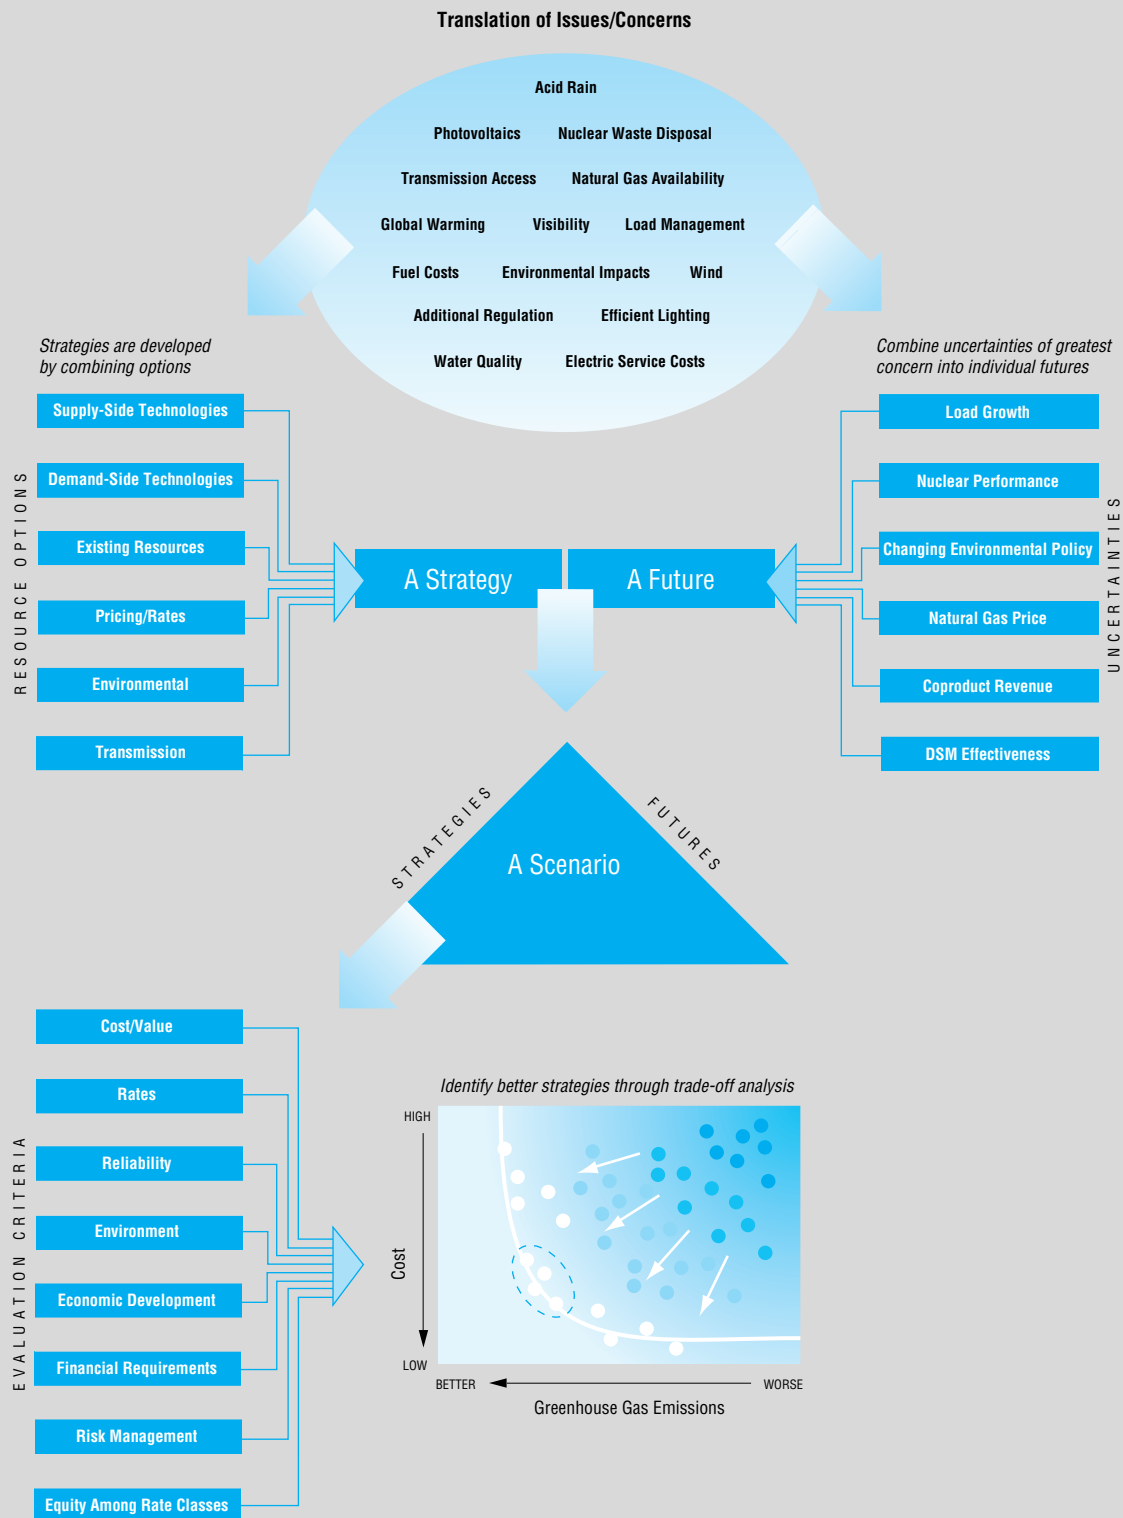 Translation of Issues/Concerns
Acid Rain
Photovoltaics
Nuclear Waste Disposal
Transmission Access
Natural Gas Availability
Global Warming
Visibility
Load Management
Fuel Costs
Environmental Impacts
Wind
Additional Regulation
Efficient Lighting
Water Quality
Electric Service Costs
Strategies are developed
by combining options
RESOURCE OPTIONS
Supply-Side Technologies
Demand-Side Technologies
Existing Resources
Pricing/Rates
Environmental
Transmission
Combine uncertainties of greatest
concern into individual futures
Load Growth
Nuclear Performance
Changing Environmental Policy
Natural Gas Price
Coproduct Revenue
DSM Effectiveness
UNCERTAINTIES
A Strategy
A Future
STRATEGIES
FUTURES
A Scenario
EVALUATION CRITERIA
Cost/Value
Rates
Reliability
Environment
Economic Development
Financial Requirements
Risk Management
Equity Among Rate Classes
Identify better strategies through trade-off analysis
HIGH
Cost
LOW
BETTER
WORSE
Greenhouse Gas Emissions